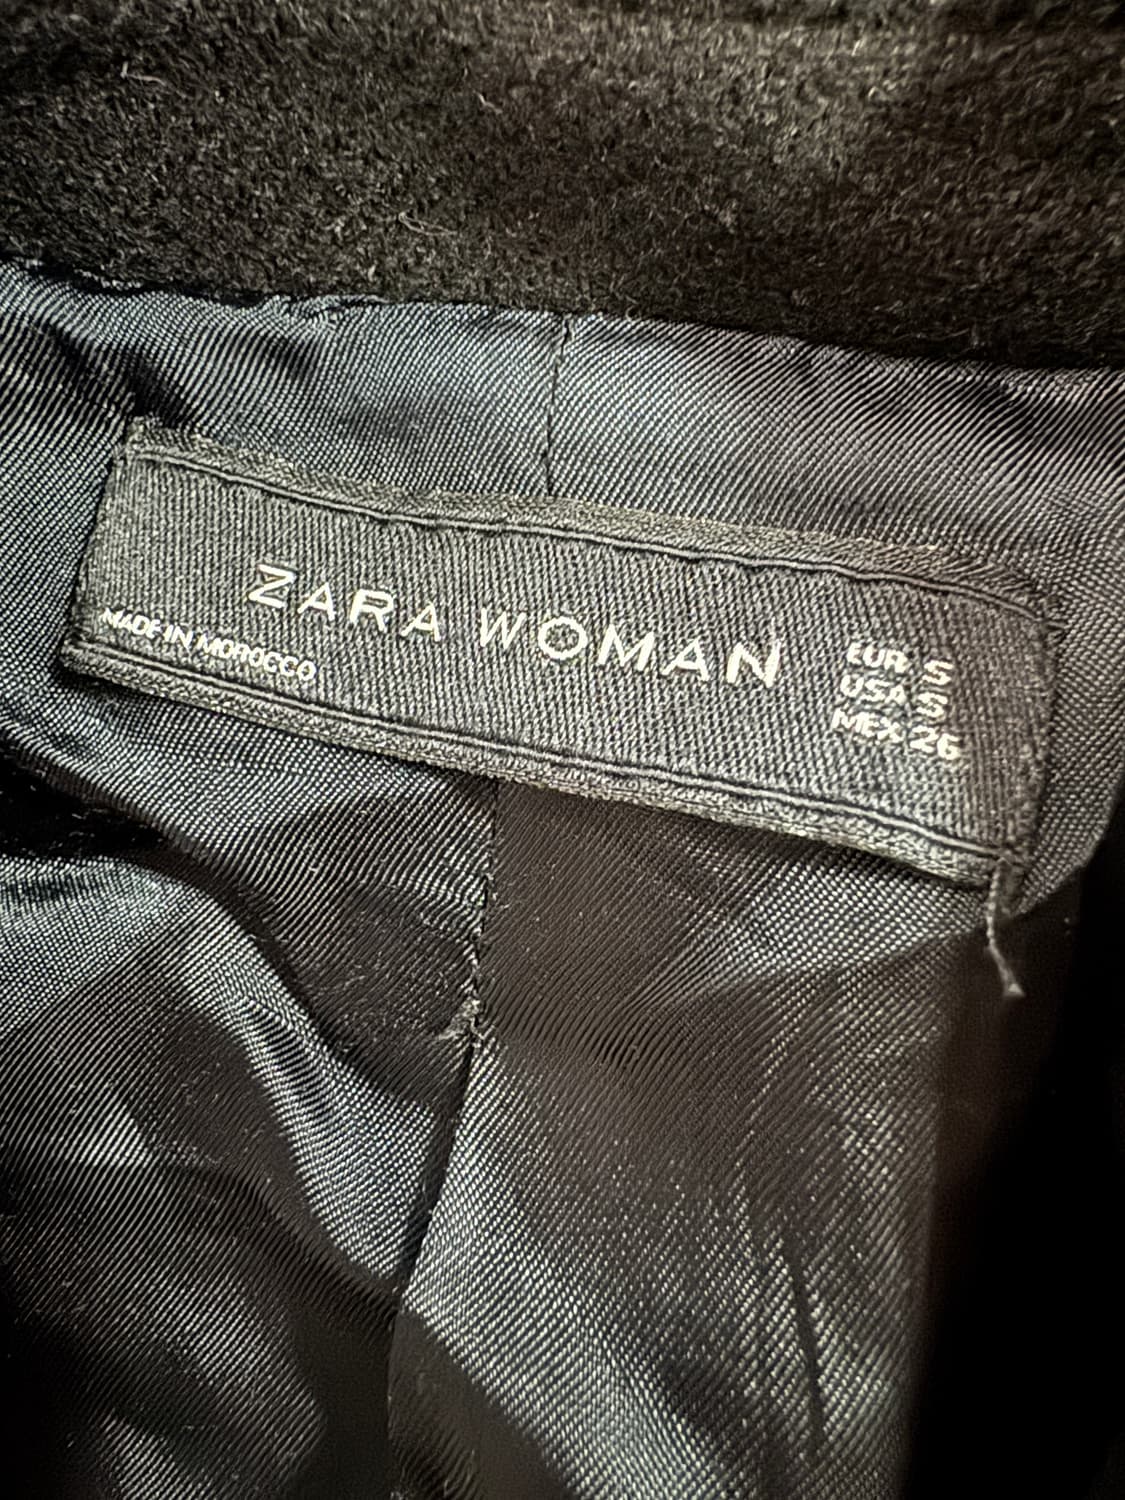 ZARA WOMAN
MADE IN MOROCCO
EUR S
USA S
MEX 26